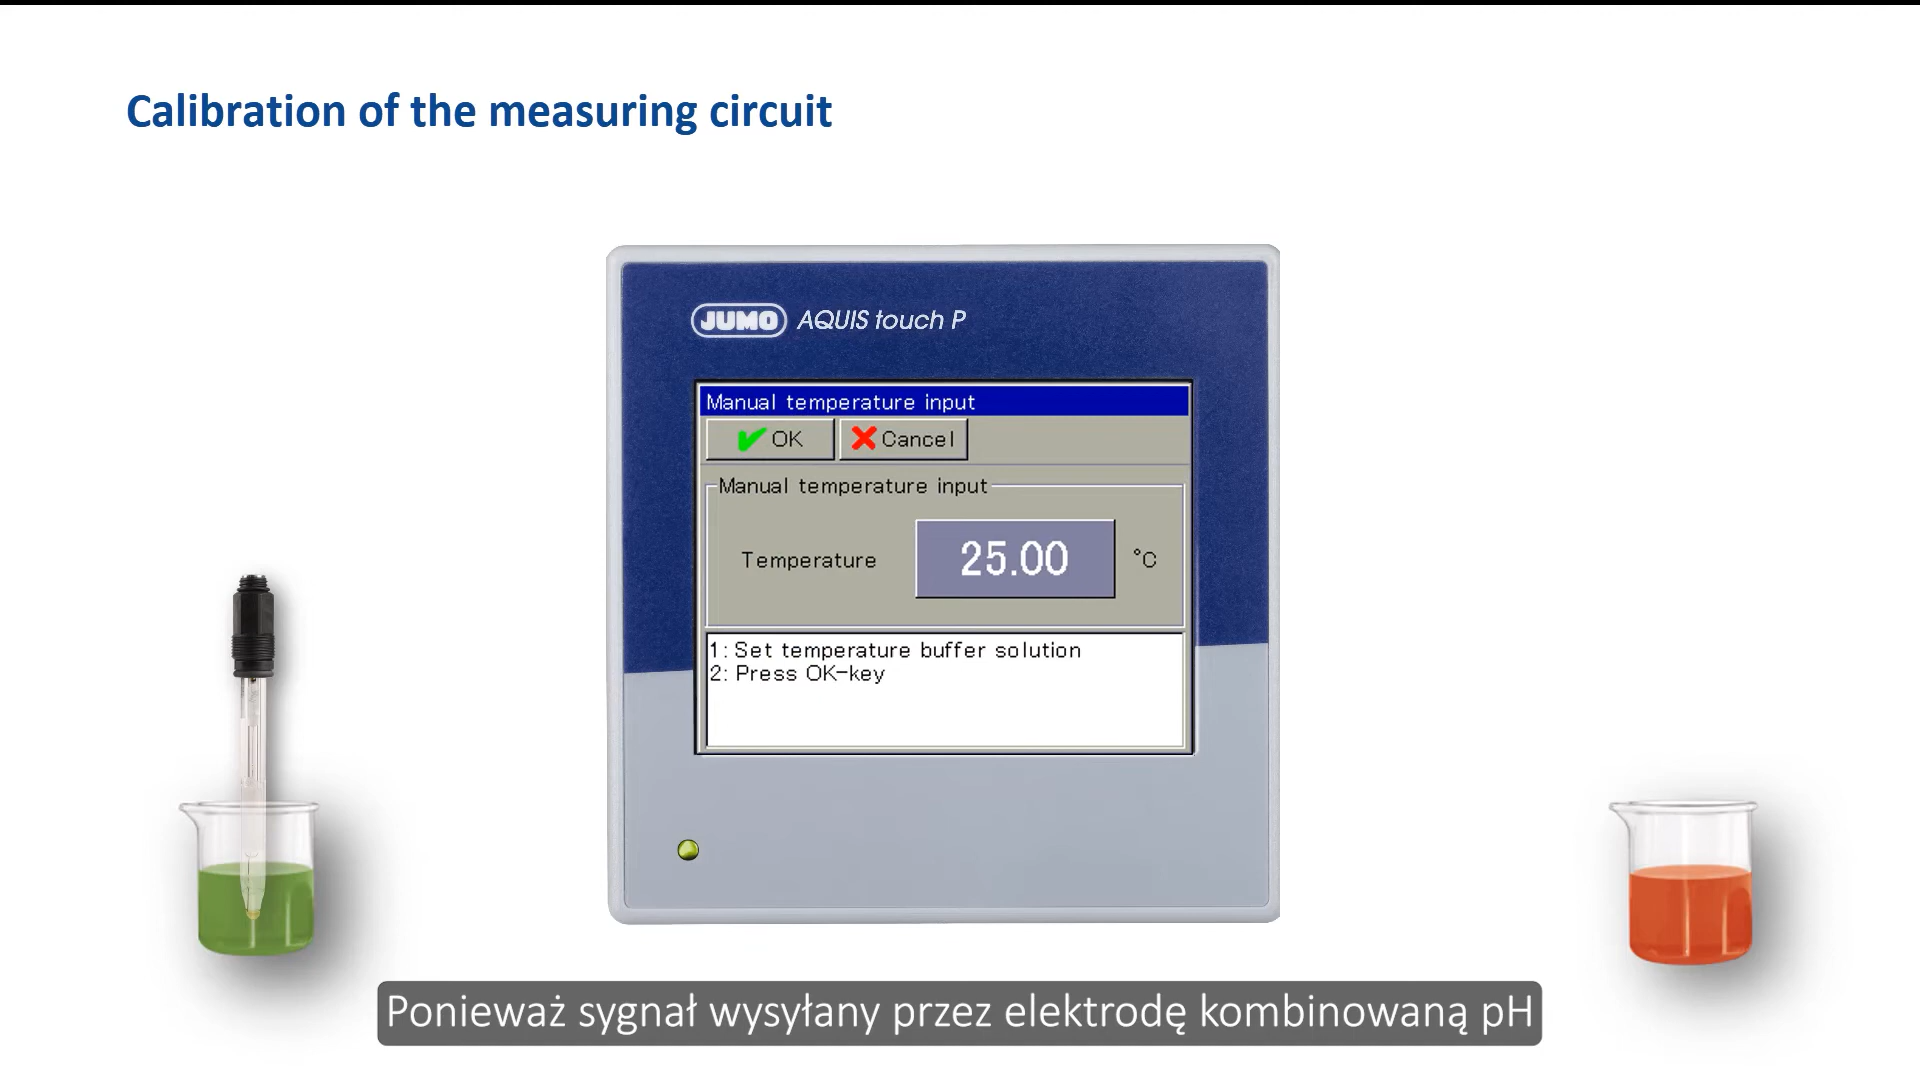 Calibration of the measuring circuit
JUMO AQUIS touch P
Manual temperature input
OK Cancel
Manual temperature input
Temperature 25.00 °C
1: Set temperature buffer solution
2: Press OK-key
Ponieważ sygnał wysyłany przez elektrodę kombinowaną pH